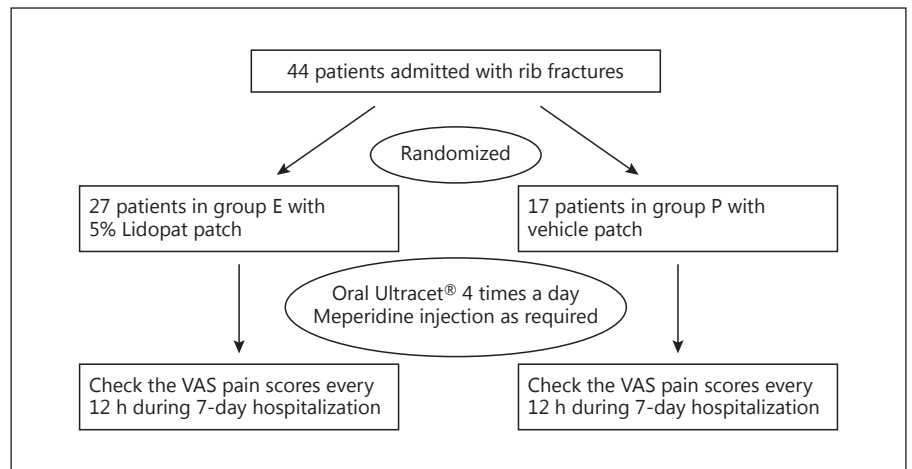 44 patients admitted with rib fractures
Randomized
27 patients in group E with
5% Lidopat patch
17 patients in group P with
vehicle patch
Oral Ultracet® 4 times a day
Meperidine injection as required
Check the VAS pain scores every
12 h during 7-day hospitalization
Check the VAS pain scores every
12 h during 7-day hospitalization